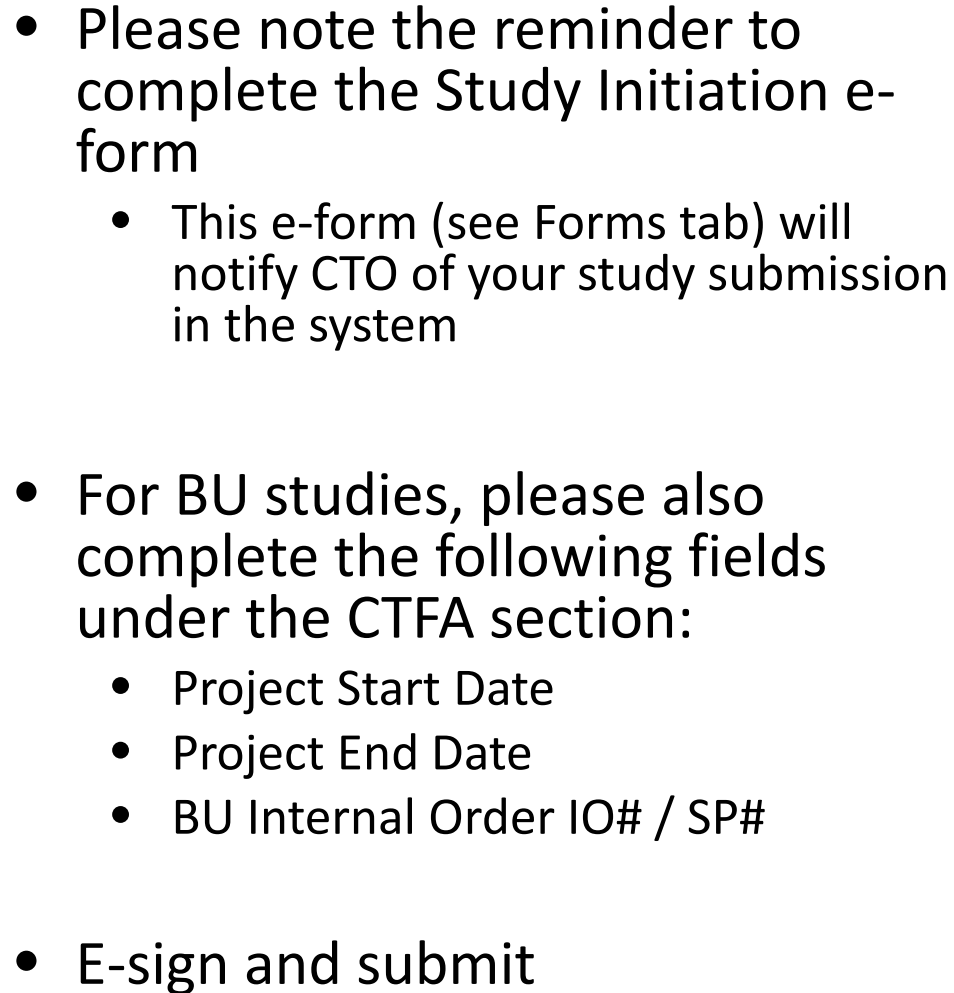 • Please note the reminder to
complete the Study Initiation e-
form
• This e-form (see Forms tab) will
notify CTO of your study submission
in the system
• For BU studies, please also
complete the following fields
under the CTFA section:
• Project Start Date
• Project End Date
• BU Internal Order IO# / SP#
• E-sign and submit